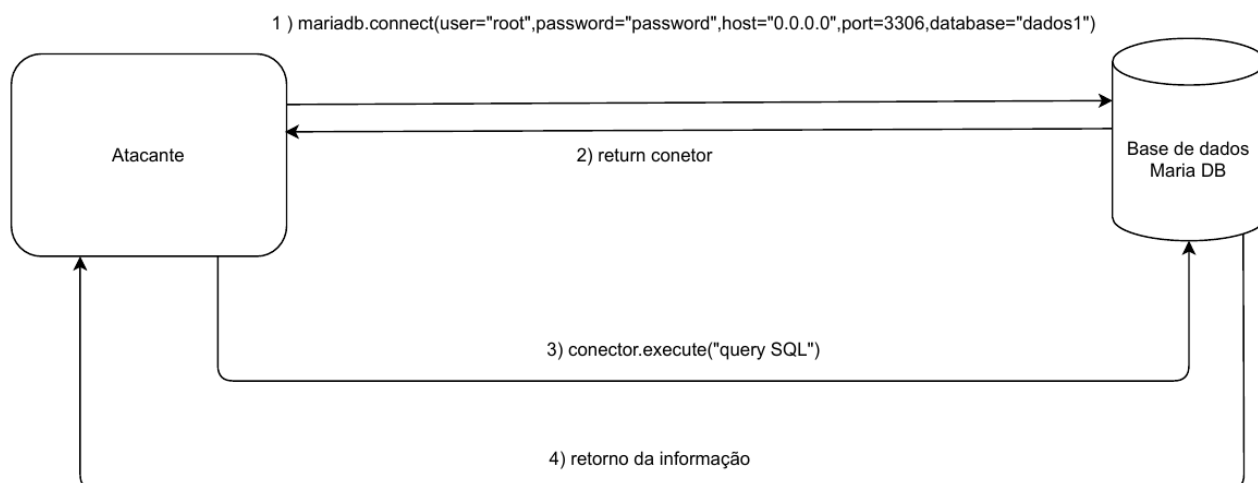 1 ) mariadb.connect(user="root",password="password",host="0.0.0.0",port=3306,database="dados1")
Atacante
2) return conetor
Base de dados
Maria DB
3) conector.execute("query SQL")
4) retorno da informação